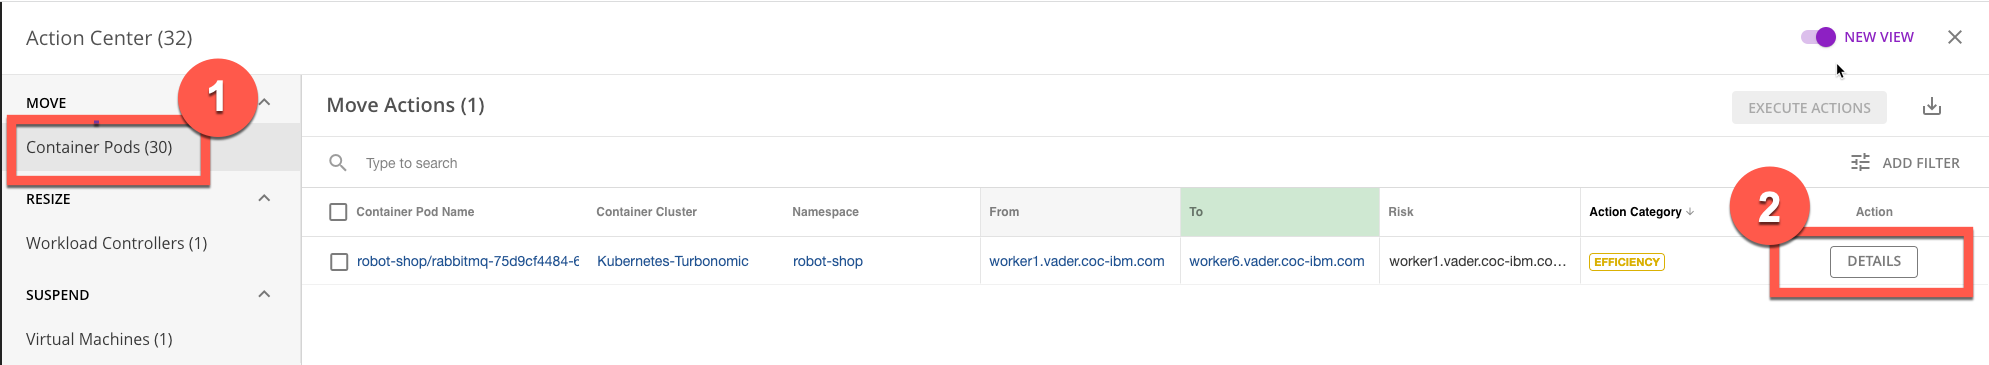 Action Center (32)
NEW VIEW
MOVE
1
Container Pods (30)
RESIZE
Workload Controllers (1)
SUSPEND
Virtual Machines (1)
Move Actions (1)
EXECUTE ACTIONS
Type to search
ADD FILTER
2
Container Pod Name Container Cluster Namespace From To Risk Action Category Action
robot-shop/rabbitmq-75d9cf4484-6 Kubernetes-Turbonomic robot-shop worker1.vader.coc-ibm.com worker6.vader.coc-ibm.com worker1.vader.coc-ibm.co... EFFICIENCY DETAILS